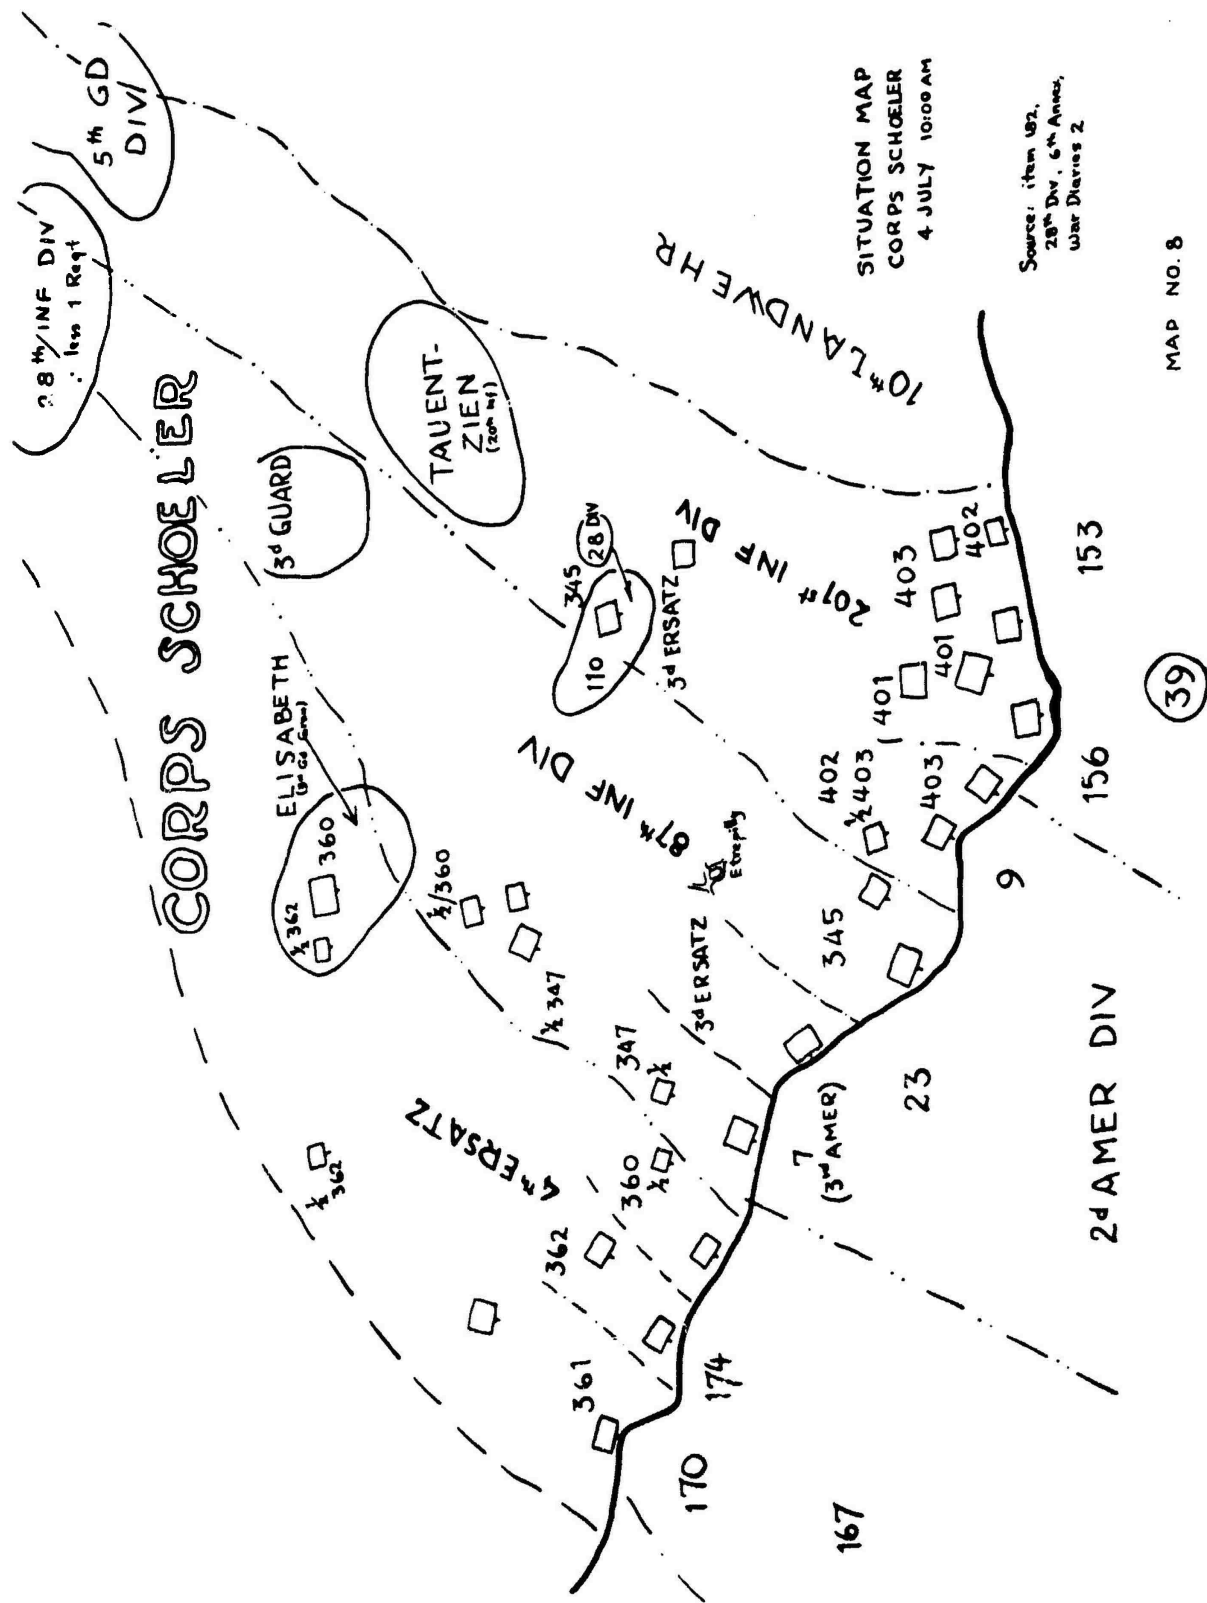 28th/INF DIV
less 1 Regt
5th GD
DIV
CORPS SCHOELER
3d GUARD
ELISABETH
½ 362
360
½ 362
TAUENT-
ZIEN
(20th Inf)
½/360
4th ERSATZ
½ 347
87th INF DIV
110
345
28 DIV
361
362
360
½
347
½
3d ERSATZ
3d ERSATZ
201st INF DIV
10th LANDWEHR
Etrepilly
170
174
7
(3rd AMER)
345
402
½ 403
401
403
403
401
402
SITUATION MAP
CORPS SCHOELER
4 JULY 10:00 AM
167
23
9
2d AMER DIV
156
153
Source: item 182,
28th Div, 6th Annex,
War Diaries 2
39
MAP NO. 8